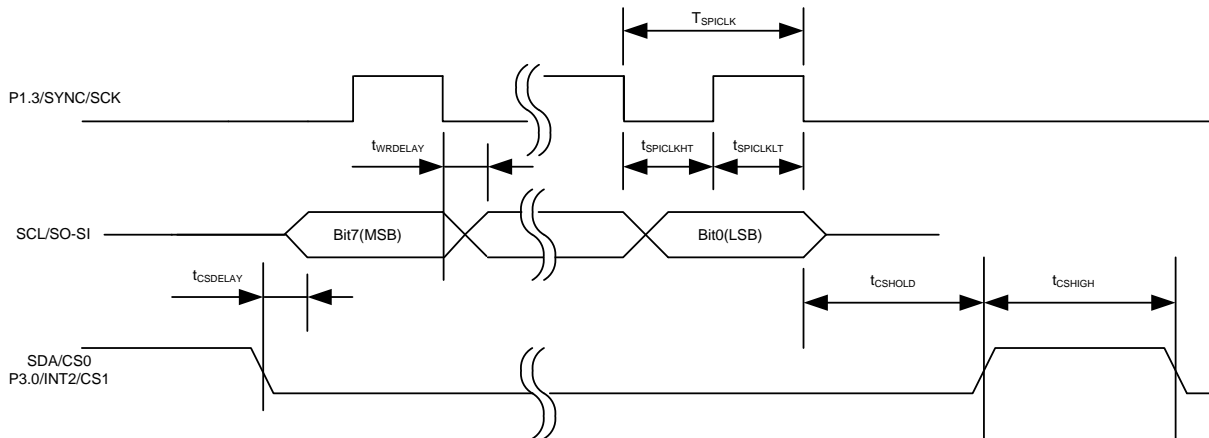 TSPICLK
P1.3/SYNC/SCK
tWRDELAY
tSPICLKHT
tSPICLKLT
SCL/SO-SI
Bit7(MSB)
Bit0(LSB)
tCSDELAY
tCSHOLD
tCSHIGH
SDA/CS0
P3.0/INT2/CS1